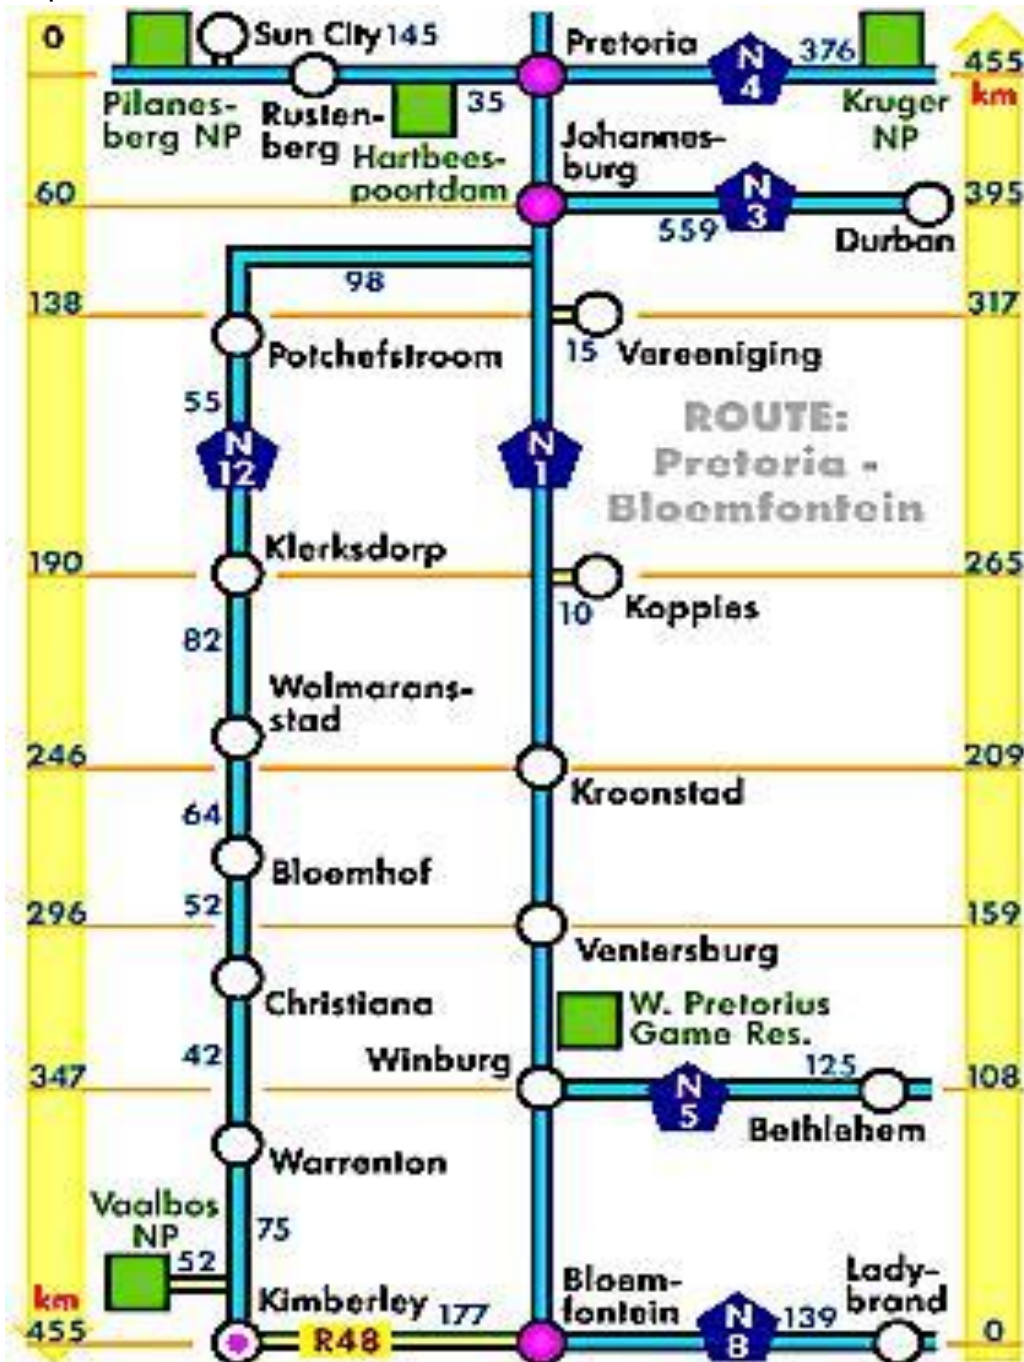 0
Sun City 145
Pretoria
N
4
376
455
km
Pilanes-
berg NP
Rusten-
berg
Hartbees-
poortdam
35
Johannes-
burg
Kruger
NP
60
N
3
395
559
Durban
98
138
317
Potchefstroom
15
Vereeniging
55
ROUTE:
Pretoria -
Bloemfontein
N
12
N
1
Klerksdorp
190
265
10
Koppies
82
Wolmarans-
stad
246
209
Kroonstad
64
Bloemhof
52
296
159
Ventersburg
Christiana
W. Pretorius
Game Res.
42
Winburg
347
N
5
125
108
Bethlehem
Warrenton
Vaalbos
NP
52
75
km
455
Kimberley
177
R48
Bloem-
fontein
N
8
139
Lady-
brand
0